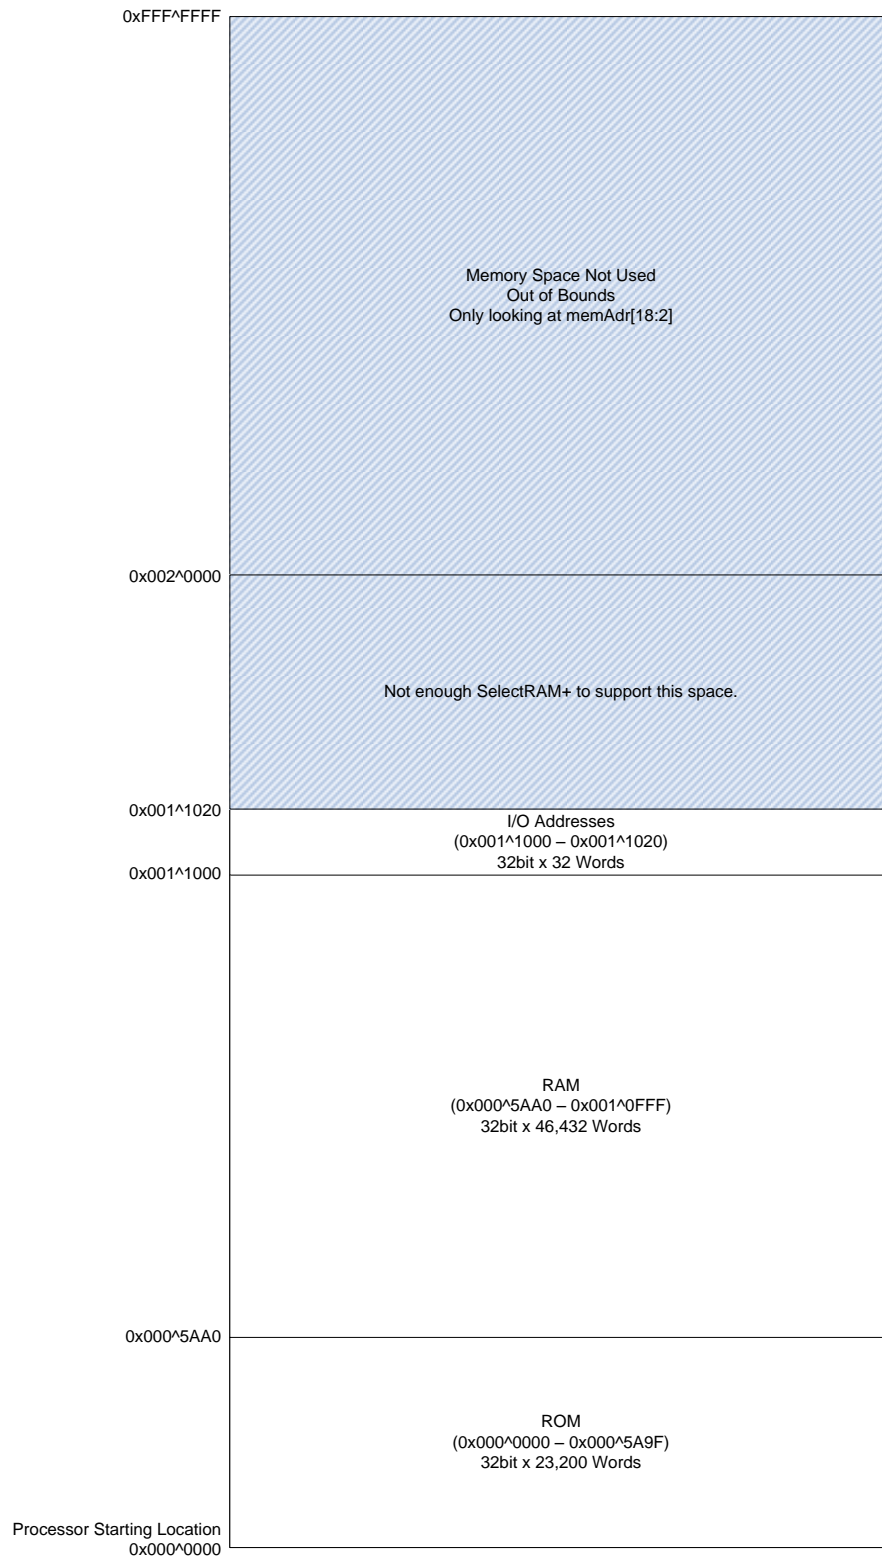 0xFFF^FFFF
Memory Space Not Used
Out of Bounds
Only looking at memAdr[18:2]
0x002^0000
Not enough SelectRAM+ to support this space.
0x001^1020
I/O Addresses
(0x001^1000 – 0x001^1020)
32bit x 32 Words
0x001^1000
RAM
(0x000^5AA0 – 0x001^0FFF)
32bit x 46,432 Words
0x000^5AA0
ROM
(0x000^0000 – 0x000^5A9F)
32bit x 23,200 Words
Processor Starting Location
0x000^0000